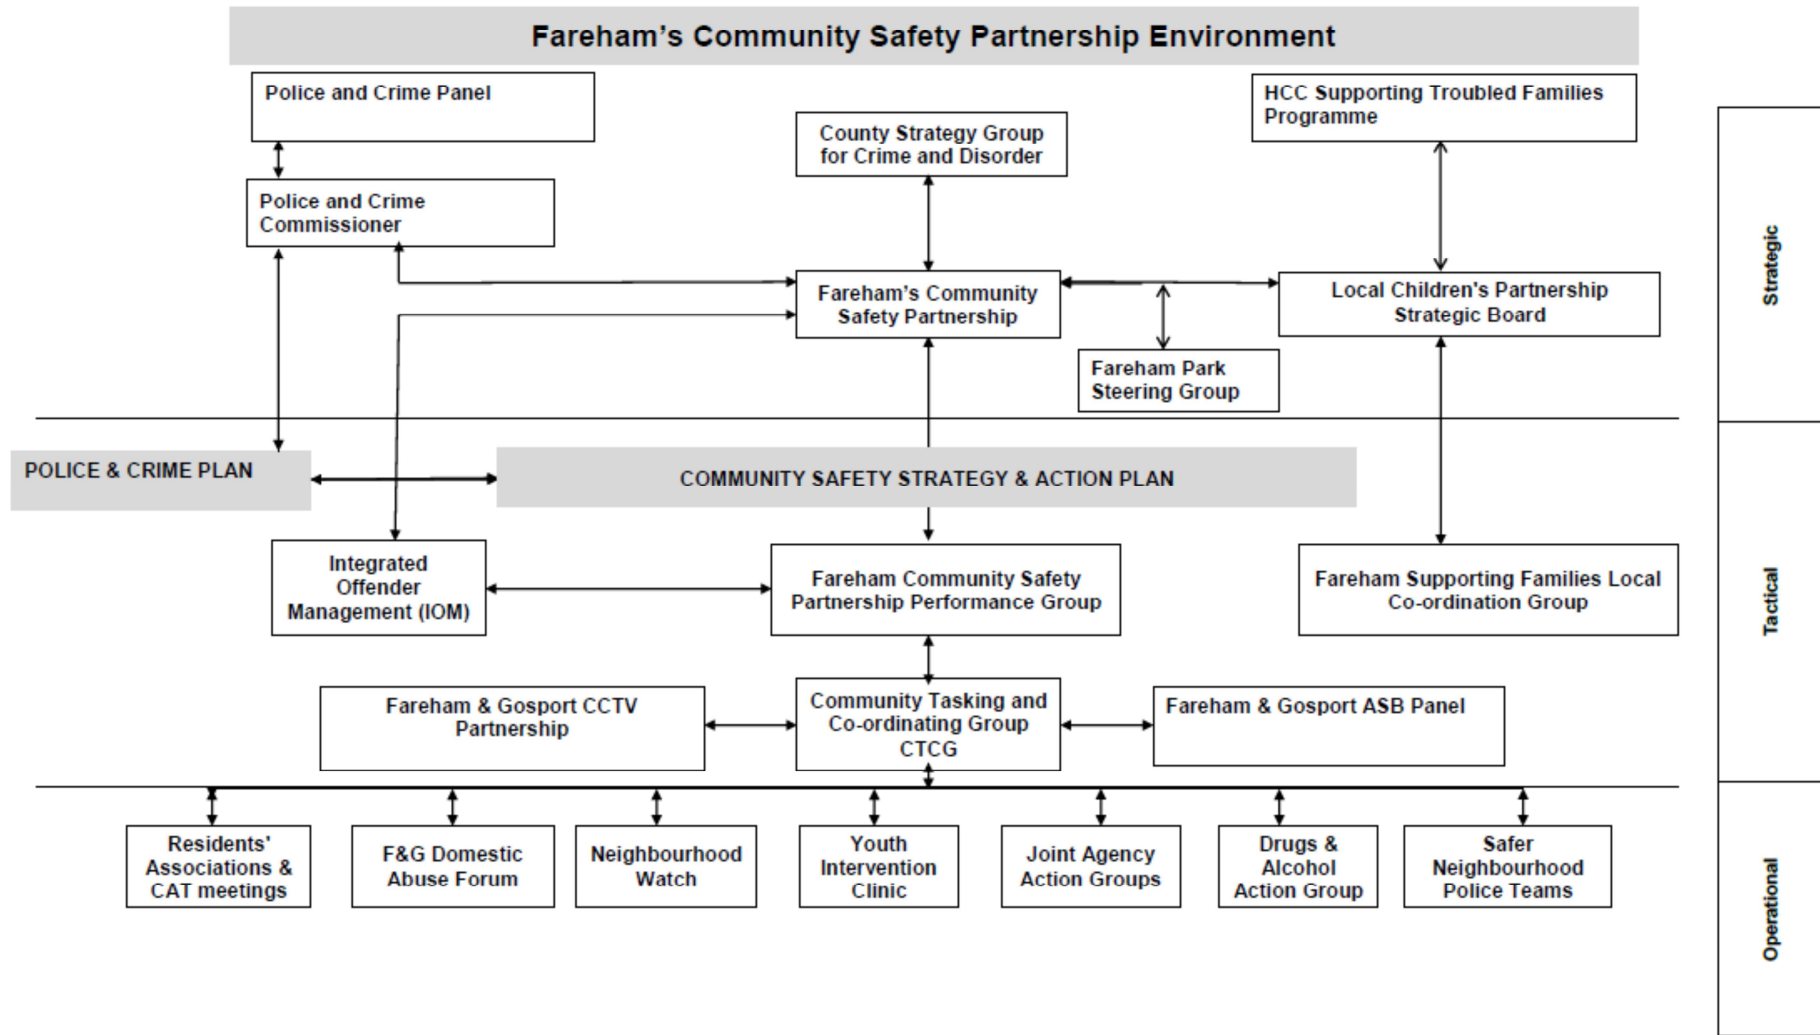 Fareham's Community Safety Partnership Environment
Police and Crime Panel
HCC Supporting Troubled Families
Programme
County Strategy Group
for Crime and Disorder
Police and Crime
Commissioner
Fareham's Community
Safety Partnership
Local Children's Partnership
Strategic Board
Fareham Park
Steering Group
Strategic
POLICE & CRIME PLAN
COMMUNITY SAFETY STRATEGY & ACTION PLAN
Integrated
Offender
Management (IOM)
Fareham Community Safety
Partnership Performance Group
Fareham Supporting Families Local
Co-ordination Group
Tactical
Fareham & Gosport CCTV
Partnership
Community Tasking and
Co-ordinating Group
CTCG
Fareham & Gosport ASB Panel
Residents'
Associations &
CAT meetings
F&G Domestic
Abuse Forum
Neighbourhood
Watch
Youth
Intervention
Clinic
Joint Agency
Action Groups
Drugs &
Alcohol
Action Group
Safer
Neighbourhood
Police Teams
Operational